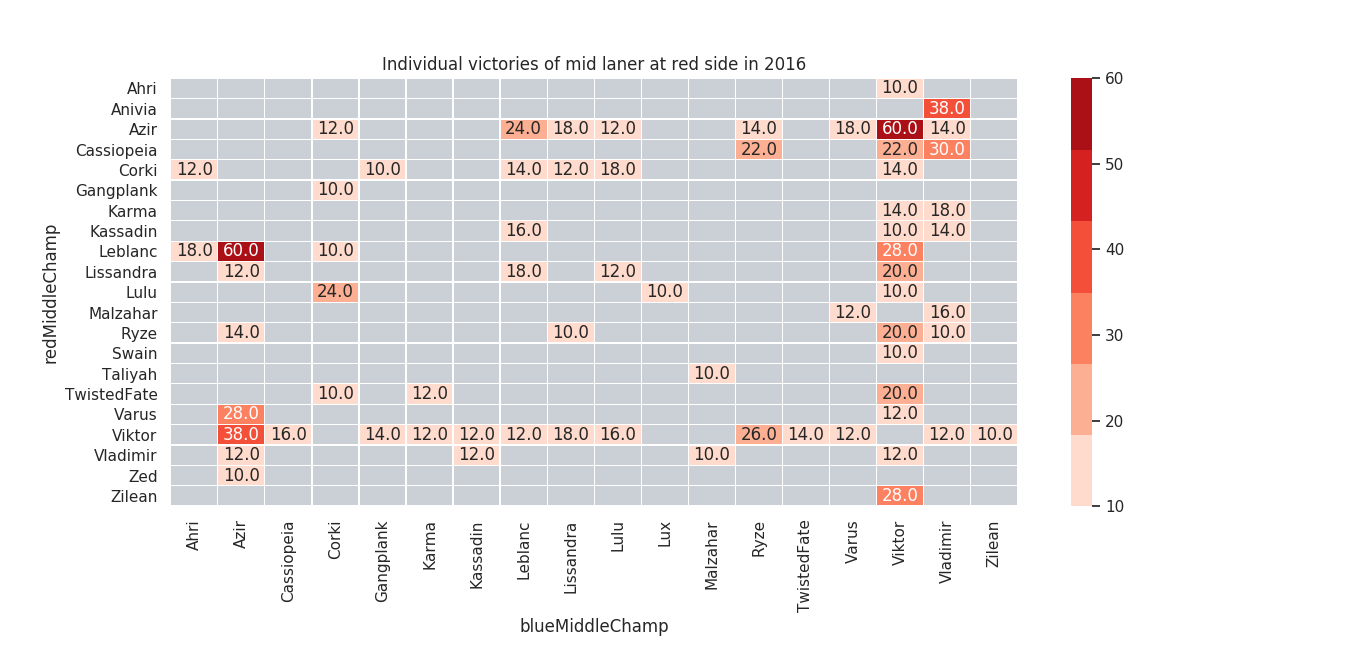 Individual victories of mid laner at red side in 2016
redMiddleChamp
Ahri 10.0
Anivia 38.0
Azir 12.0 24.0 18.0 12.0 14.0 18.0 60.0 14.0
Cassiopeia 22.0 22.0 30.0
Corki 12.0 10.0 14.0 12.0 18.0 14.0
Gangplank 10.0
Karma 14.0 18.0
Kassadin 16.0 10.0 14.0
Leblanc 18.0 60.0 10.0 28.0
Lissandra 12.0 18.0 12.0 20.0
Lulu 24.0 10.0 10.0
Malzahar 12.0 16.0
Ryze 14.0 10.0 20.0 10.0
Swain 10.0
Taliyah 10.0
TwistedFate 10.0 12.0 20.0
Varus 28.0 12.0
Viktor 38.0 16.0 14.0 12.0 12.0 12.0 18.0 16.0 26.0 14.0 12.0 12.0 10.0
Vladimir 12.0 12.0 10.0 12.0
Zed 10.0
Zilean 28.0
Ahri Azir Cassiopeia Corki Gangplank Karma Kassadin Leblanc Lissandra Lulu Lux Malzahar Ryze TwistedFate Varus Viktor Vladimir Zilean
blueMiddleChamp
60
50
40
30
20
10